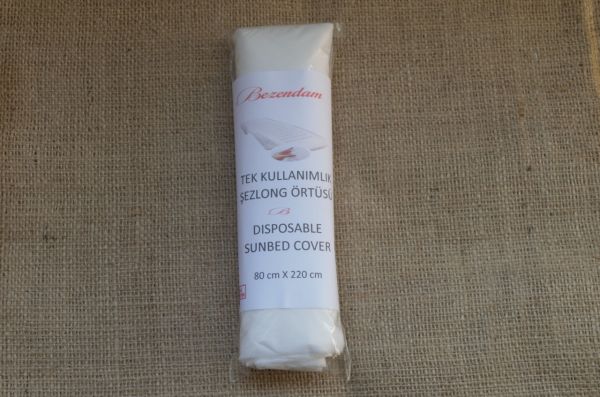 Bezendam
TEK KULLANIMLIK
ŞEZLONG ÖRTÜSÜ
B
DISPOSABLE
SUNBED COVER
80 cm X 220 cm